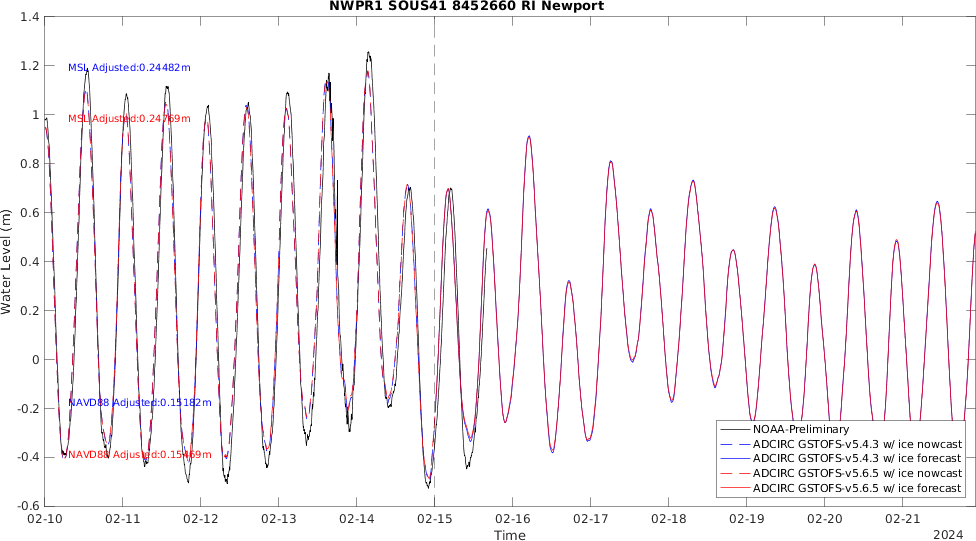 NWPR1 SOUS41 8452660 RI Newport
1.4
1.2
1
0.8
0.6
0.4
0.2
0
-0.2
-0.4
-0.6
Water Level (m)
MSL Adjusted:0.24482m
MSL Adjusted:0.24769m
NAVD88 Adjusted:0.15182m
NAVD88 Adjusted:0.15469m
NOAA-Preliminary
ADCIRC GSTOFS-v5.4.3 w/ ice nowcast
ADCIRC GSTOFS-v5.4.3 w/ ice forecast
ADCIRC GSTOFS-v5.6.5 w/ ice nowcast
ADCIRC GSTOFS-v5.6.5 w/ ice forecast
02-10 02-11 02-12 02-13 02-14 02-15 02-16 02-17 02-18 02-19 02-20 02-21
Time
2024